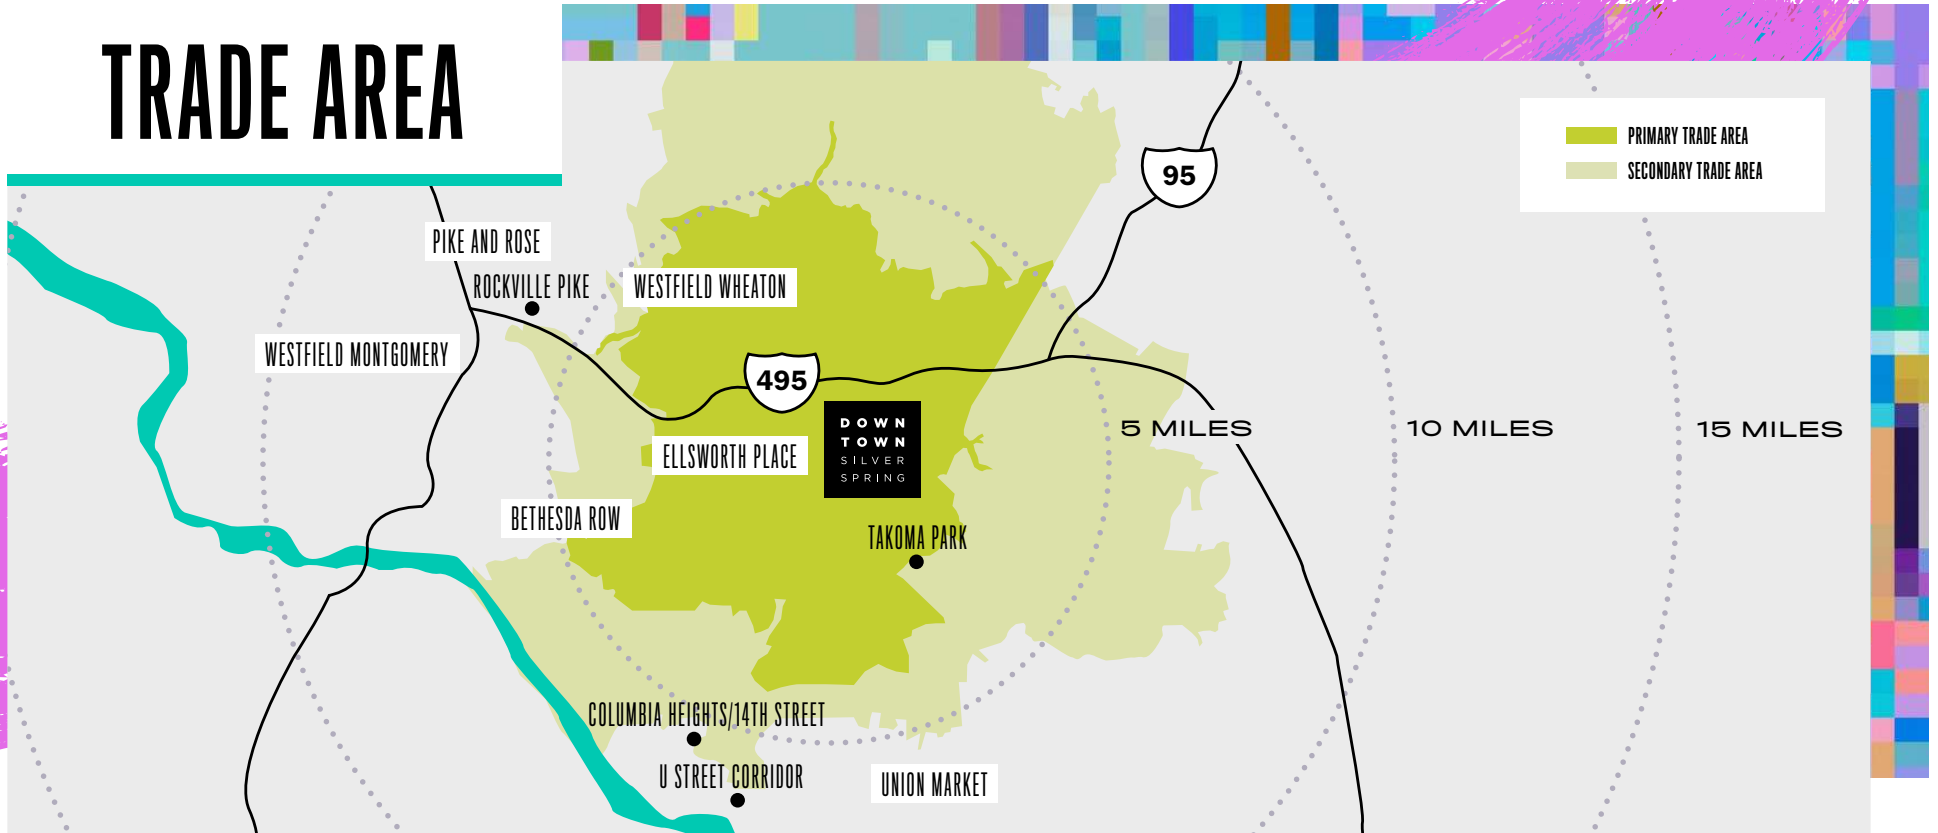 TRADE AREA
95
PRIMARY TRADE AREA
SECONDARY TRADE AREA
PIKE AND ROSE
ROCKVILLE PIKE
WESTFIELD WHEATON
WESTFIELD MONTGOMERY
495
DOWN
TOWN
SILVER
SPRING
5 MILES
10 MILES
15 MILES
ELLSWORTH PLACE
BETHESDA ROW
TAKOMA PARK
COLUMBIA HEIGHTS/14TH STREET
U STREET CORRIDOR
UNION MARKET